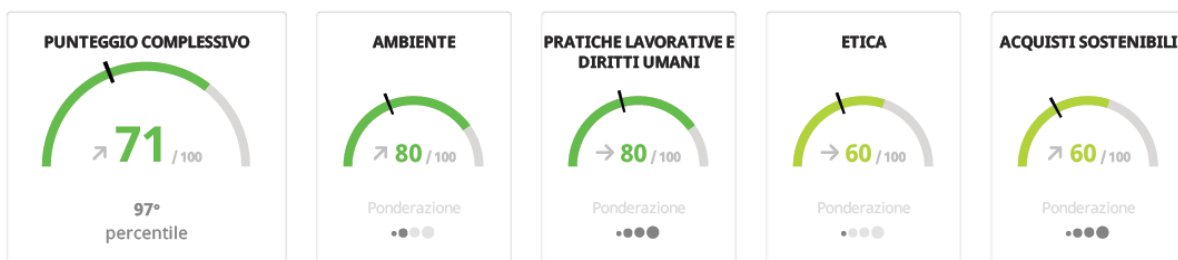 PUNTEGGIO COMPLESSIVO
71 / 100
97°
percentile
AMBIENTE
80 / 100
Ponderazione
PRATICHE LAVORATIVE E
DIRITTI UMANI
80 / 100
Ponderazione
ETICA
60 / 100
Ponderazione
ACQUISTI SOSTENIBILI
60 / 100
Ponderazione